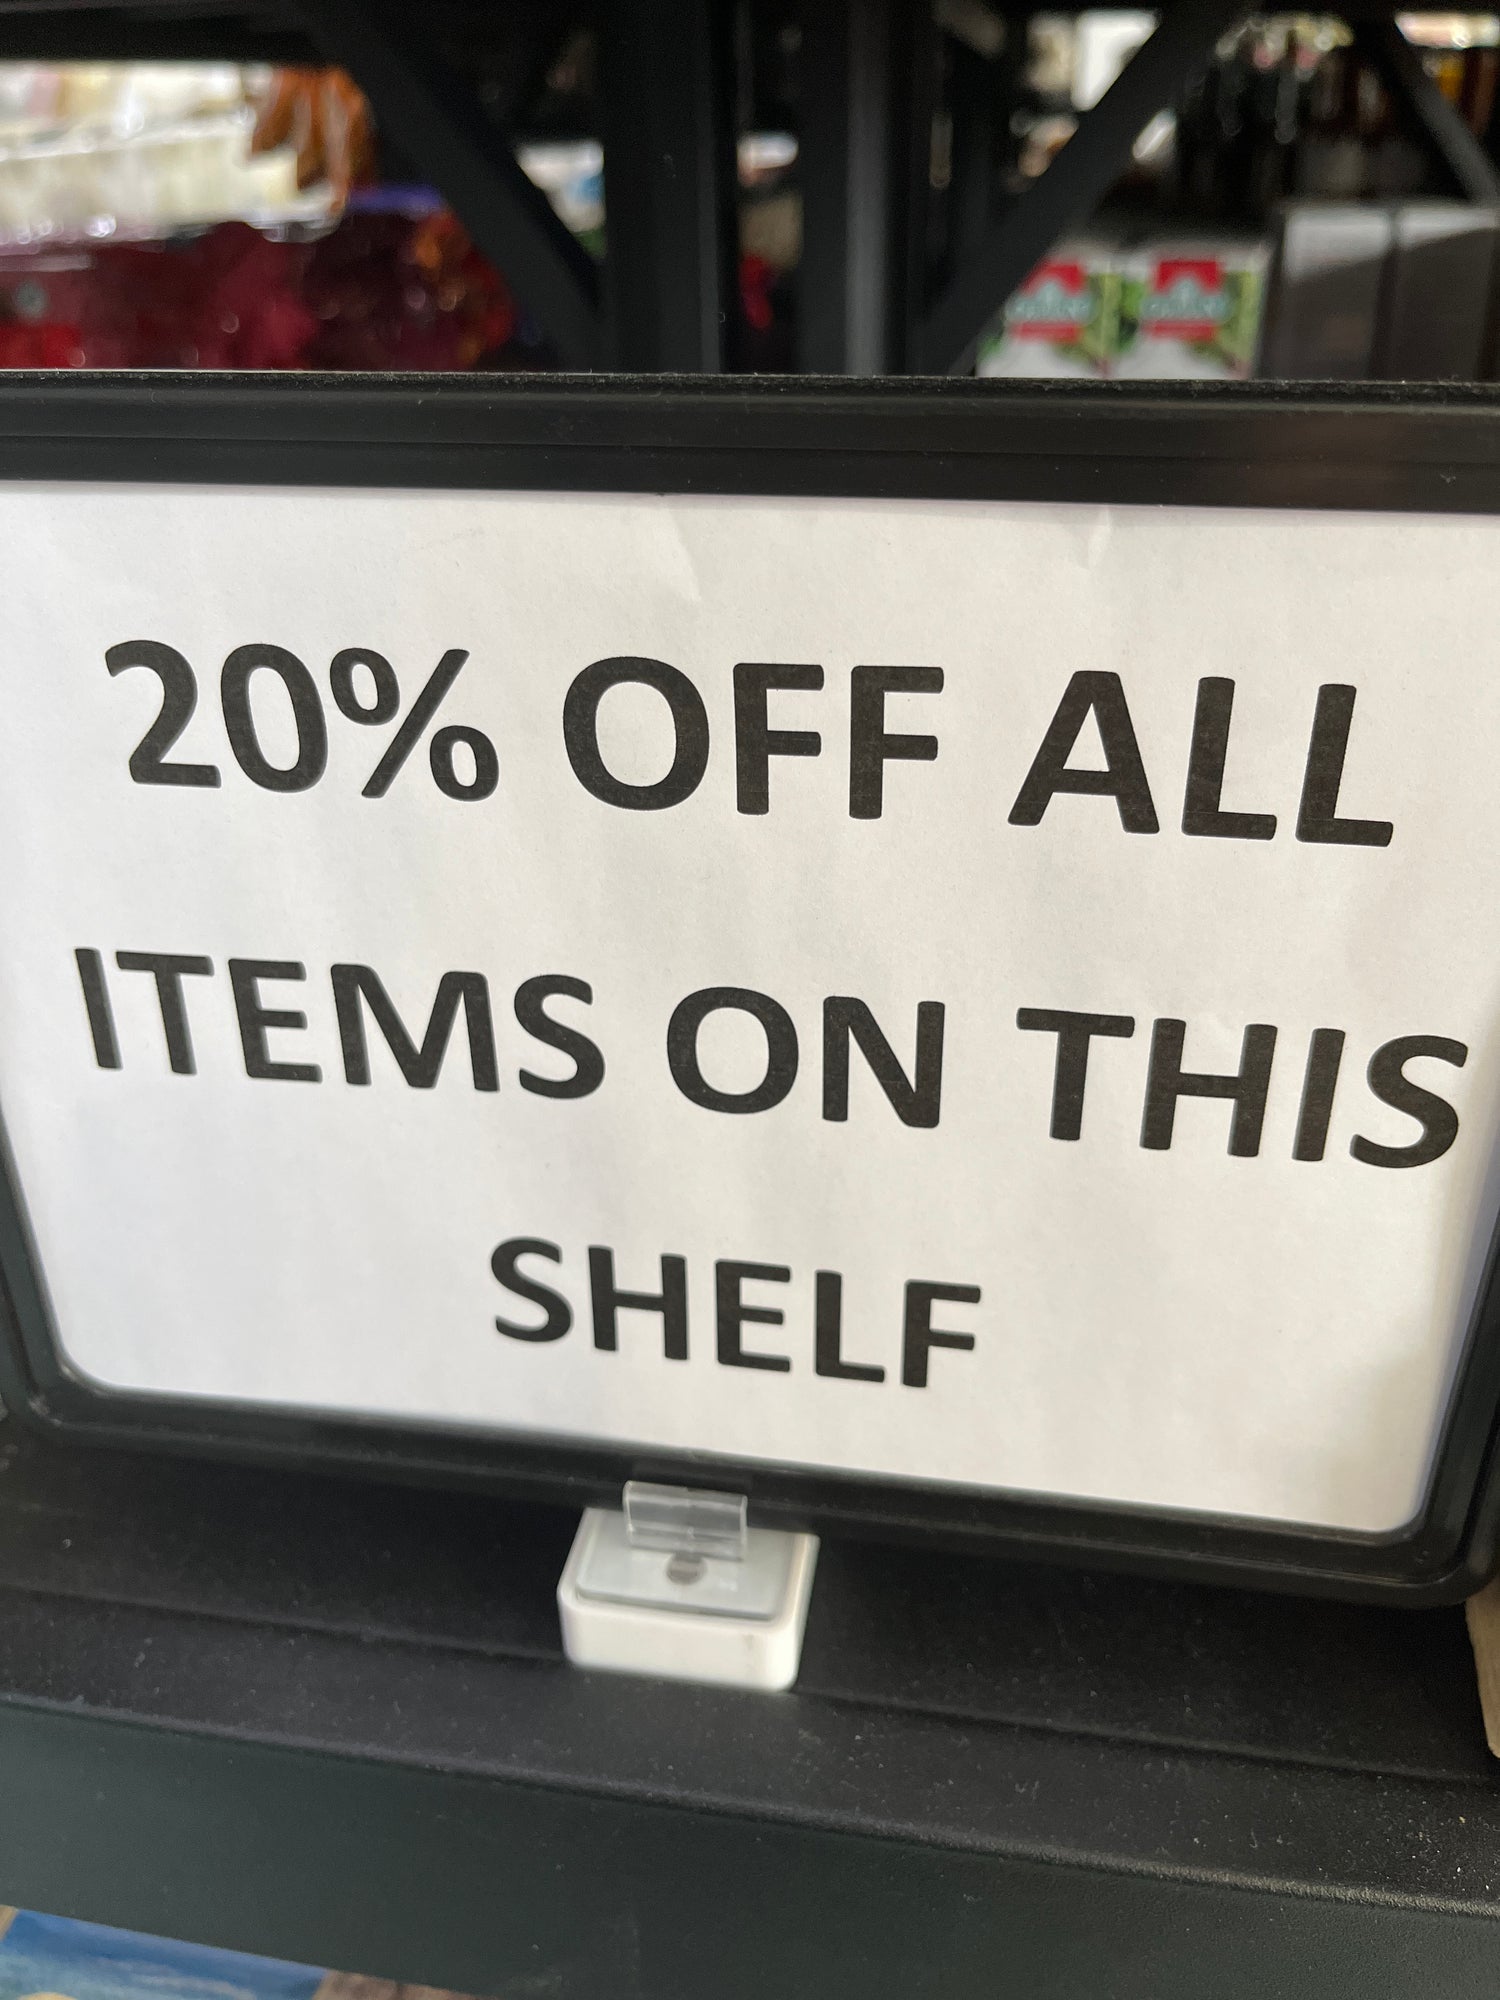 20% OFF ALL
ITEMS ON THIS
SHELF